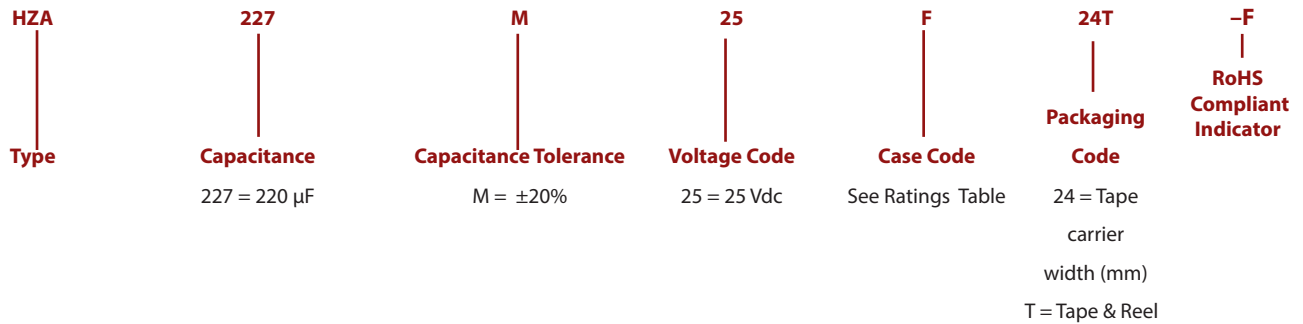 HZA 227 M 25 F 24T –F
RoHS
Compliant
Indicator
Packaging
Type Capacitance Capacitance Tolerance Voltage Code Case Code Code
227 = 220 µF M = ±20% 25 = 25 Vdc See Ratings Table 24 = Tape
carrier
width (mm)
T = Tape & Reel